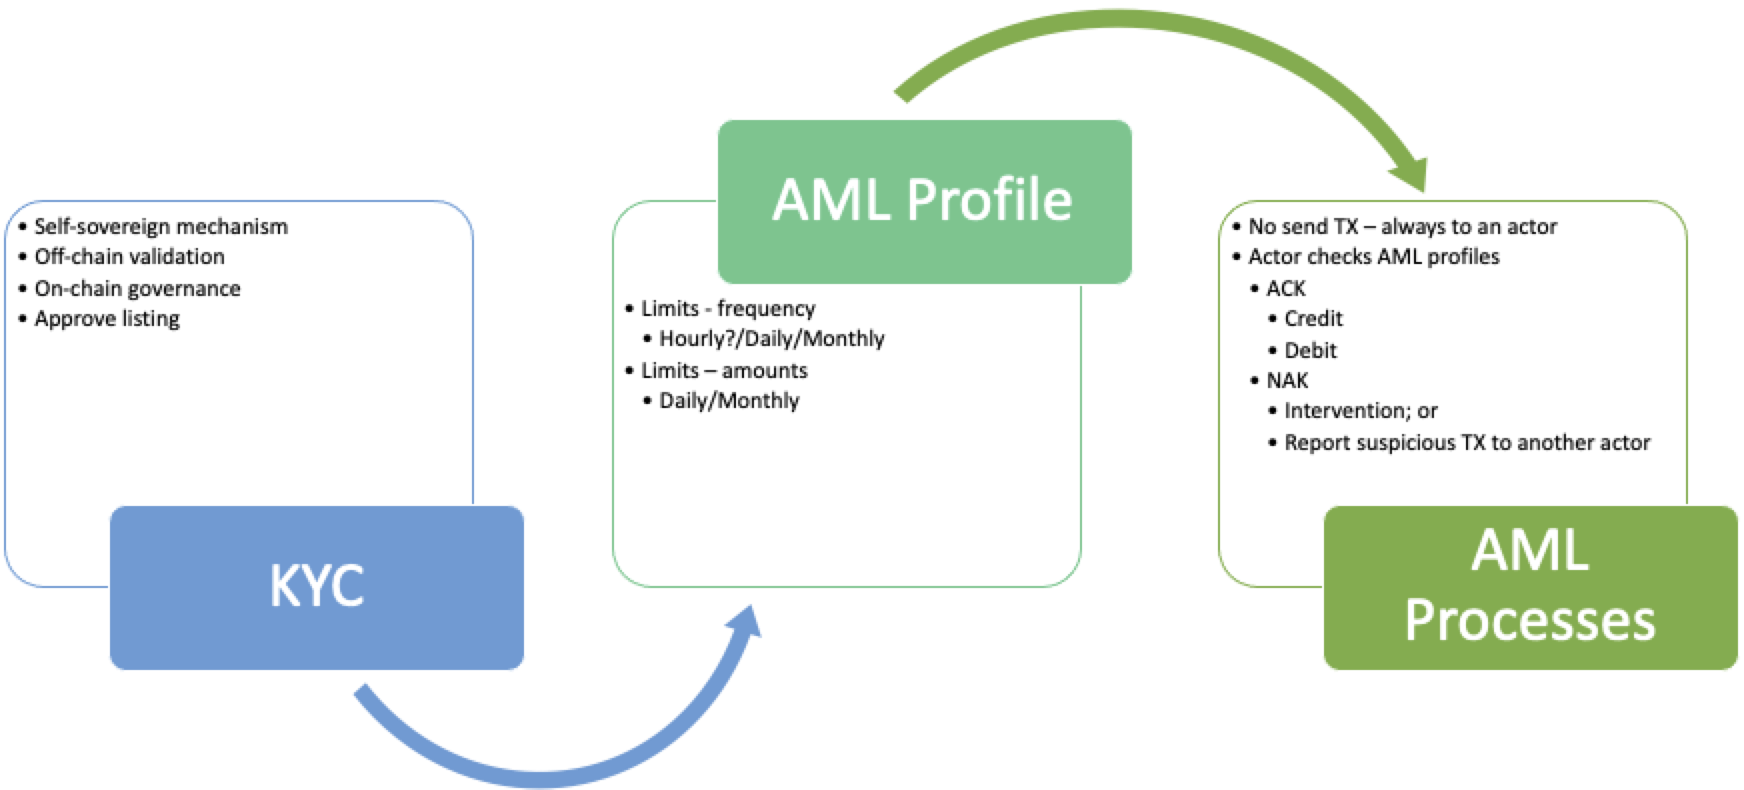 • Self-sovereign mechanism
• Off-chain validation
• On-chain governance
• Approve listing
KYC
AML Profile
• Limits - frequency
• Hourly?/Daily/Monthly
• Limits – amounts
• Daily/Monthly
• No send TX – always to an actor
• Actor checks AML profiles
• ACK
• Credit
• Debit
• NAK
• Intervention; or
• Report suspicious TX to another actor
AML
Processes